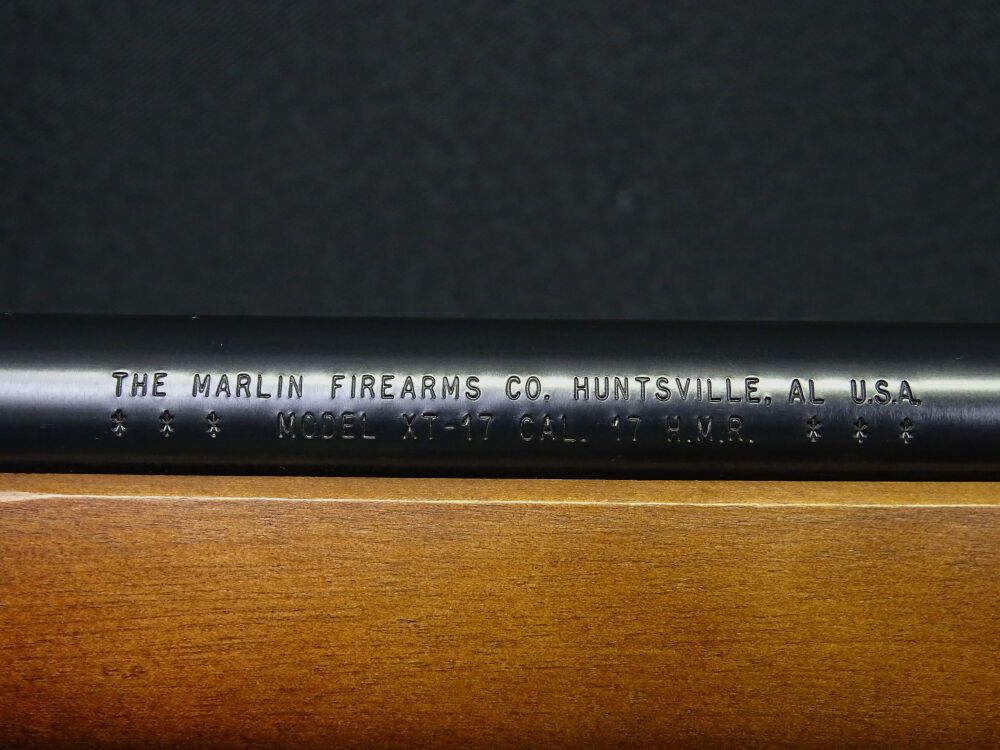 THE MARLIN FIREARMS CO. HUNTSVILLE, AL U.S.A.
*** MODEL XT-17 CAL. 17 H.M.R. ***